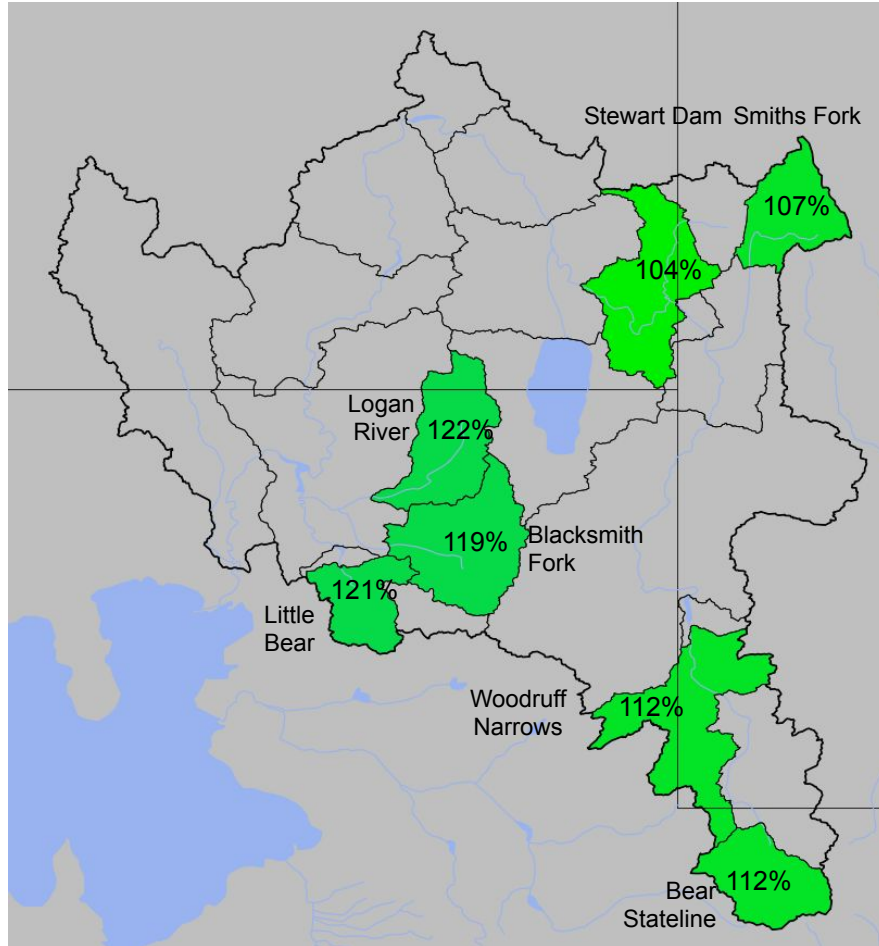 Stewart Dam
Smiths Fork
107%
104%
Logan
River
122%
119%
Blacksmith
Fork
121%
Little
Bear
Woodruff
Narrows
112%
Bear
Stateline
112%